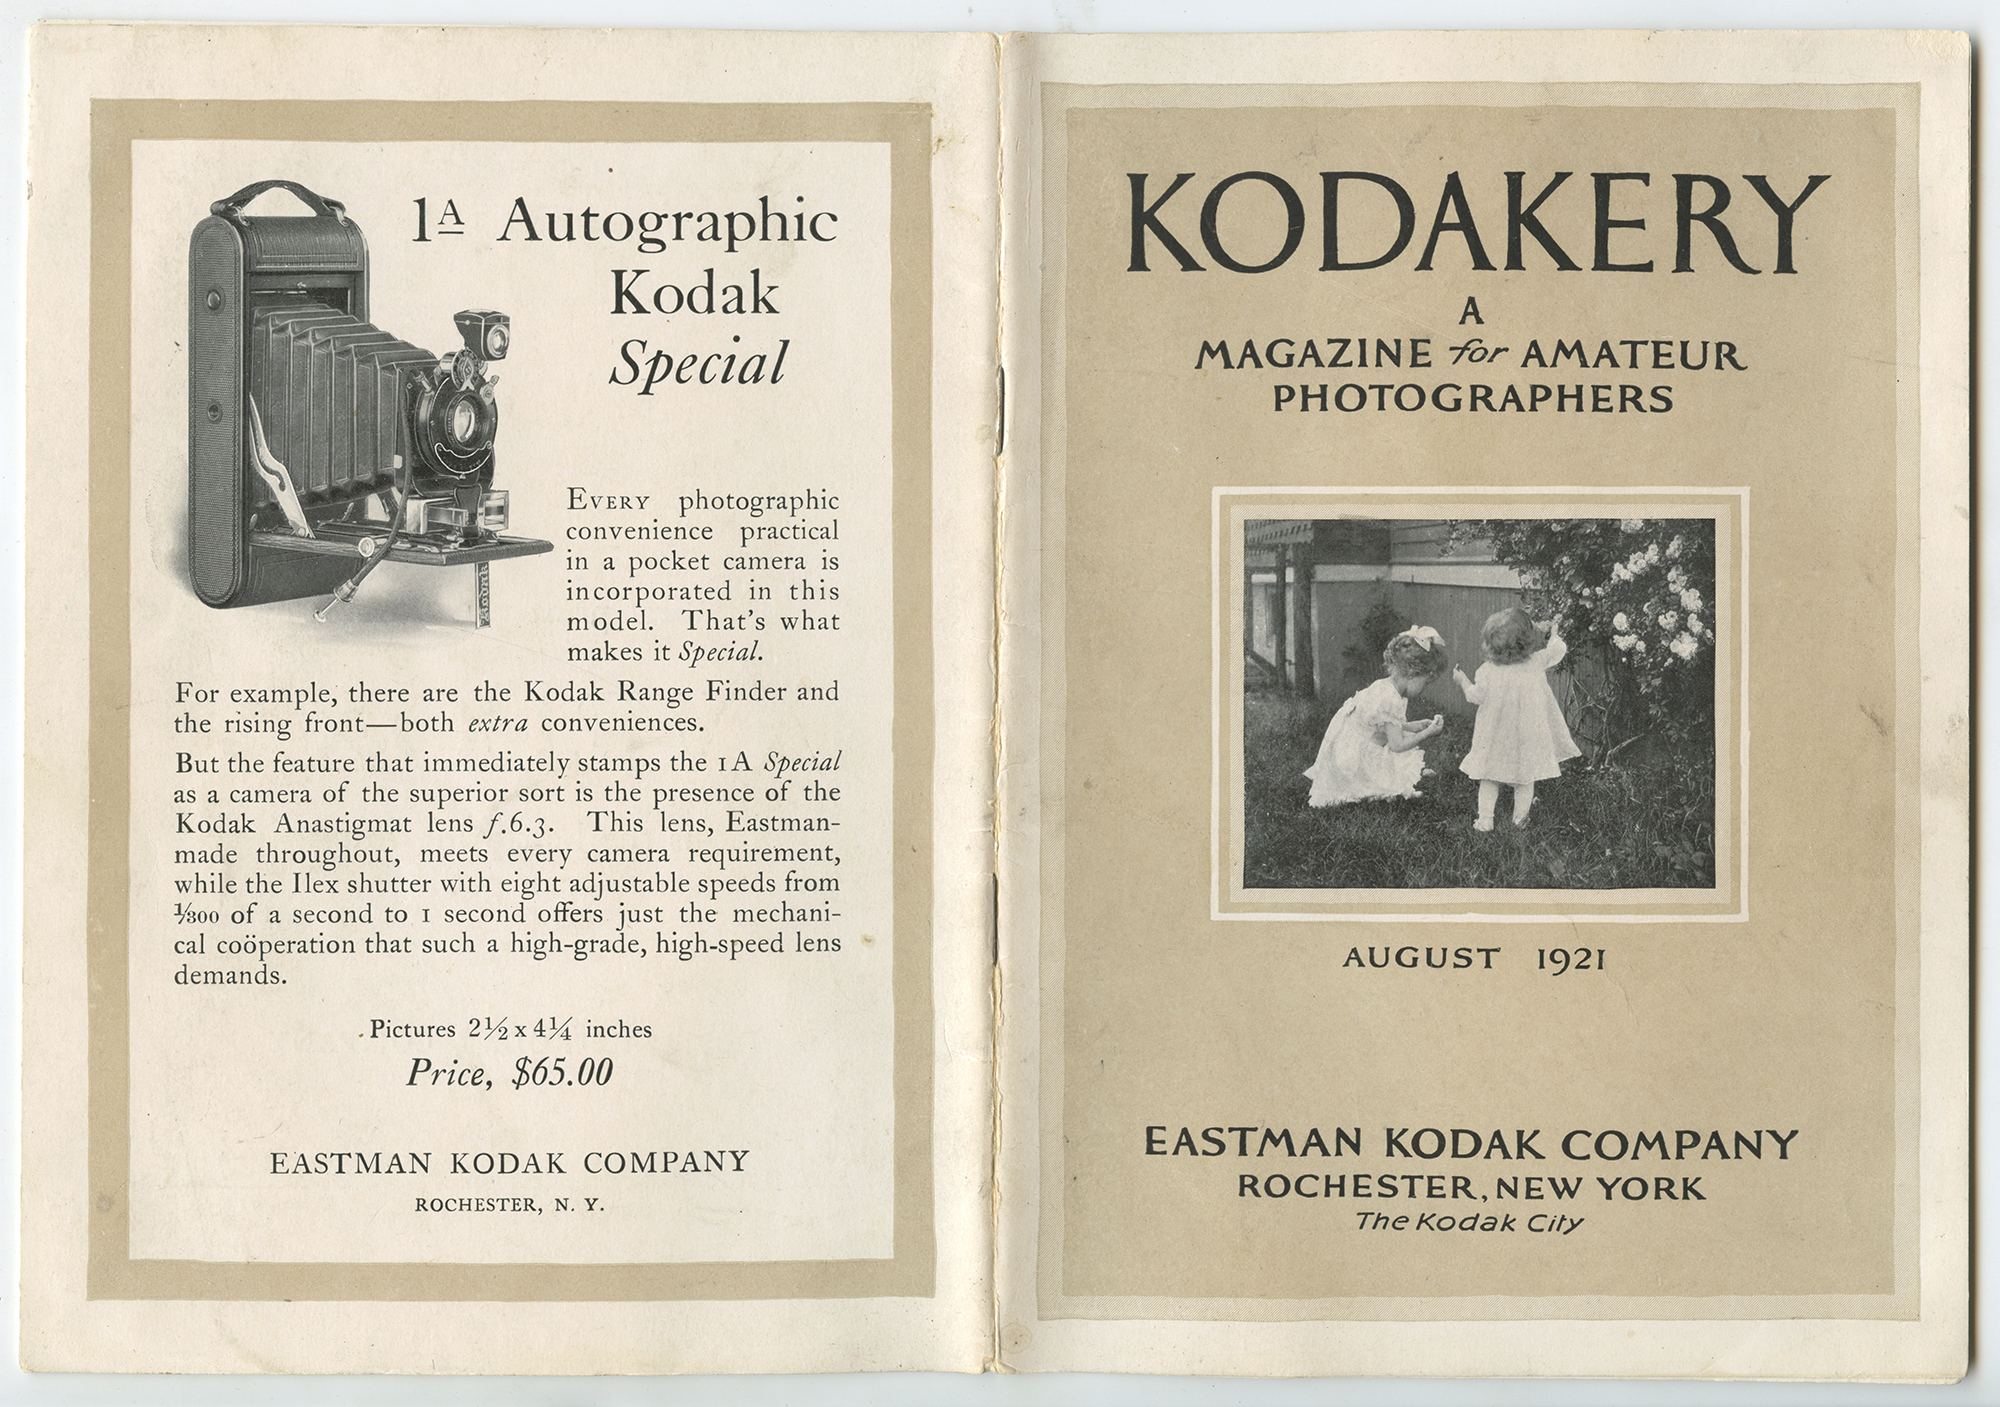 1A Autographic
Kodak
Special
Kodak
EVERY photographic
convenience practical
in a pocket camera is
incorporated in this
model. That's what
makes it Special.
For example, there are the Kodak Range Finder and
the rising front—both extra conveniences.
But the feature that immediately stamps the 1A Special
as a camera of the superior sort is the presence of the
Kodak Anastigmat lens f.6.3. This lens, Eastman-
made throughout, meets every camera requirement,
while the Ilex shutter with eight adjustable speeds from
1/300 of a second to 1 second offers just the mechani-
cal coöperation that such a high-grade, high-speed lens
demands.
Pictures 2½ x 4¼ inches
Price, $65.00
EASTMAN KODAK COMPANY
ROCHESTER, N. Y.
KODAKERY
A
MAGAZINE for AMATEUR
PHOTOGRAPHERS
AUGUST 1921
EASTMAN KODAK COMPANY
ROCHESTER, NEW YORK
The Kodak City